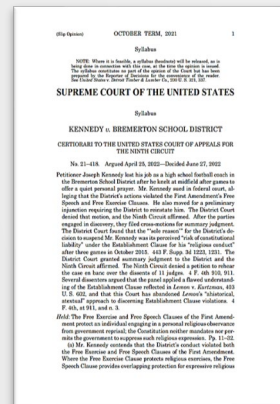 (Slip Opinion) OCTOBER TERM, 2021 1
Syllabus
NOTE: Where it is feasible, a syllabus (headnote) will be released, as is
being done in connection with this case, at the time the opinion is issued.
The syllabus constitutes no part of the opinion of the Court but has been
prepared by the Reporter of Decisions for the convenience of the reader.
See United States v. Detroit Timber & Lumber Co., 200 U. S. 321, 337.
SUPREME COURT OF THE UNITED STATES
Syllabus
KENNEDY v. BREMERTON SCHOOL DISTRICT
CERTIORARI TO THE UNITED STATES COURT OF APPEALS FOR
THE NINTH CIRCUIT
No. 21–418. Argued April 25, 2022—Decided June 27, 2022
Petitioner Joseph Kennedy lost his job as a high school football coach in
the Bremerton School District after he knelt at midfield after games to
offer a quiet personal prayer. Mr. Kennedy sued in federal court, al-
leging that the District's actions violated the First Amendment's Free
Speech and Free Exercise Clauses. He also moved for a preliminary
injunction requiring the District to reinstate him. The District Court
denied that motion, and the Ninth Circuit affirmed. After the parties
engaged in discovery, they filed cross-motions for summary judgment.
The District Court found that the "'sole reason'" for the District's de-
cision to suspend Mr. Kennedy was its perceived "risk of constitutional
liability" under the Establishment Clause for his "religious conduct"
after three games in October 2015. 443 F. Supp. 3d 1223, 1231. The
District Court granted summary judgment to the District and the
Ninth Circuit affirmed. The Ninth Circuit denied a petition to rehear
the case en banc over the dissents of 11 judges. 4 F. 4th 910, 911.
Several dissenters argued that the panel applied a flawed understand-
ing of the Establishment Clause reflected in Lemon v. Kurtzman, 403
U. S. 602, and that this Court has abandoned Lemon's "ahistorical,
atextual" approach to discerning Establishment Clause violations. 4
F. 4th, at 911, and n. 3.
Held: The Free Exercise and Free Speech Clauses of the First Amend-
ment protect an individual engaging in a personal religious observance
from government reprisal; the Constitution neither mandates nor per-
mits the government to suppress such religious expression. Pp. 11–32.
(a) Mr. Kennedy contends that the District's conduct violated both
the Free Exercise and Free Speech Clauses of the First Amendment.
Where the Free Exercise Clause protects religious exercises, the Free
Speech Clause provides overlapping protection for expressive religious